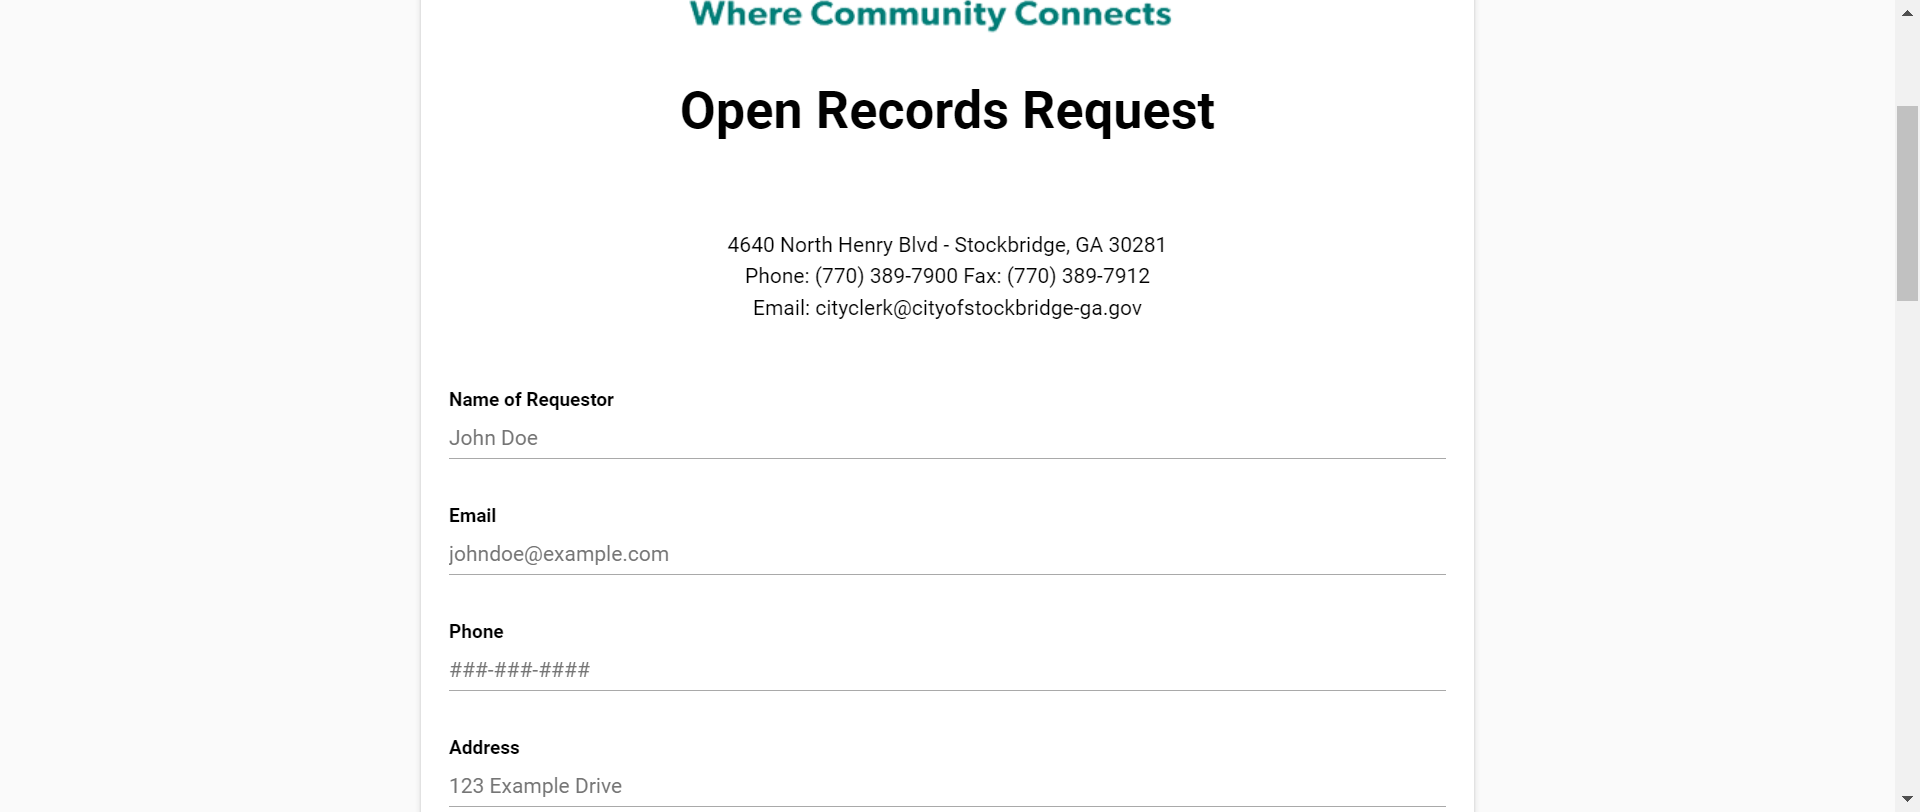 Where Community Connects
Open Records Request
4640 North Henry Blvd - Stockbridge, GA 30281
Phone: (770) 389-7900 Fax: (770) 389-7912
Email: cityclerk@cityofstockbridge-ga.gov
Name of Requestor
John Doe
Email
johndoe@example.com
Phone
###-###-####
Address
123 Example Drive